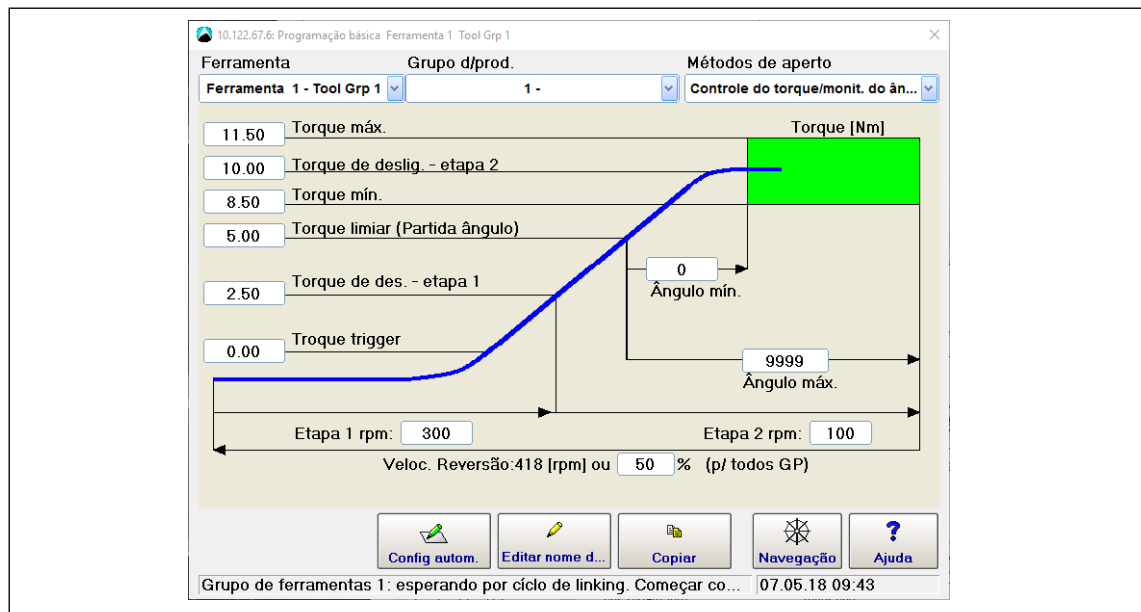 10.122.67.6: Programação básica Ferramenta 1 Tool Grp 1
Ferramenta Grupo d/prod. Métodos de aperto
Ferramenta 1 - Tool Grp 1 1 - Controle do torque/monit. do ân...
11.50 Torque máx. Torque [Nm]
10.00 Torque de deslig. - etapa 2
8.50 Torque mín.
5.00 Torque limiar (Partida ângulo)
0
Ângulo mín.
2.50 Torque de des. - etapa 1
0.00 Troque trigger
9999
Ângulo máx.
Etapa 1 rpm: 300 Etapa 2 rpm: 100
Veloc. Reversão:418 [rpm] ou 50 % (p/ todos GP)
Config autom. Editar nome d... Copiar Navegação Ajuda
Grupo de ferramentas 1: esperando por cíclo de linking. Começar co... 07.05.18 09:43